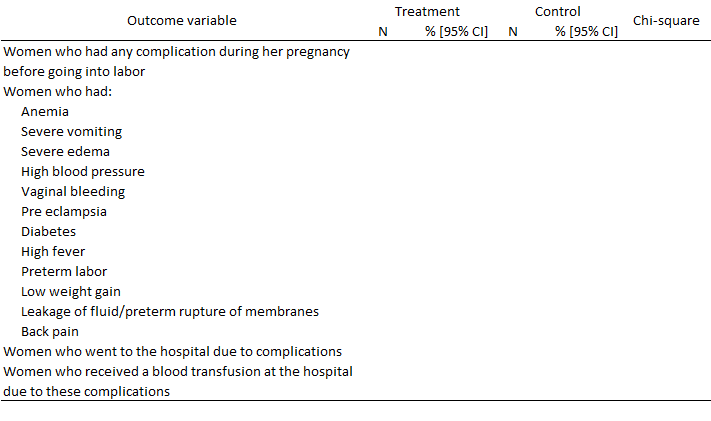 Outcome variable Treatment Control Chi-square
N % [95% CI] N % [95% CI]
Women who had any complication during her pregnancy
before going into labor
Women who had:
Anemia
Severe vomiting
Severe edema
High blood pressure
Vaginal bleeding
Pre eclampsia
Diabetes
High fever
Preterm labor
Low weight gain
Leakage of fluid/preterm rupture of membranes
Back pain
Women who went to the hospital due to complications
Women who received a blood transfusion at the hospital
due to these complications